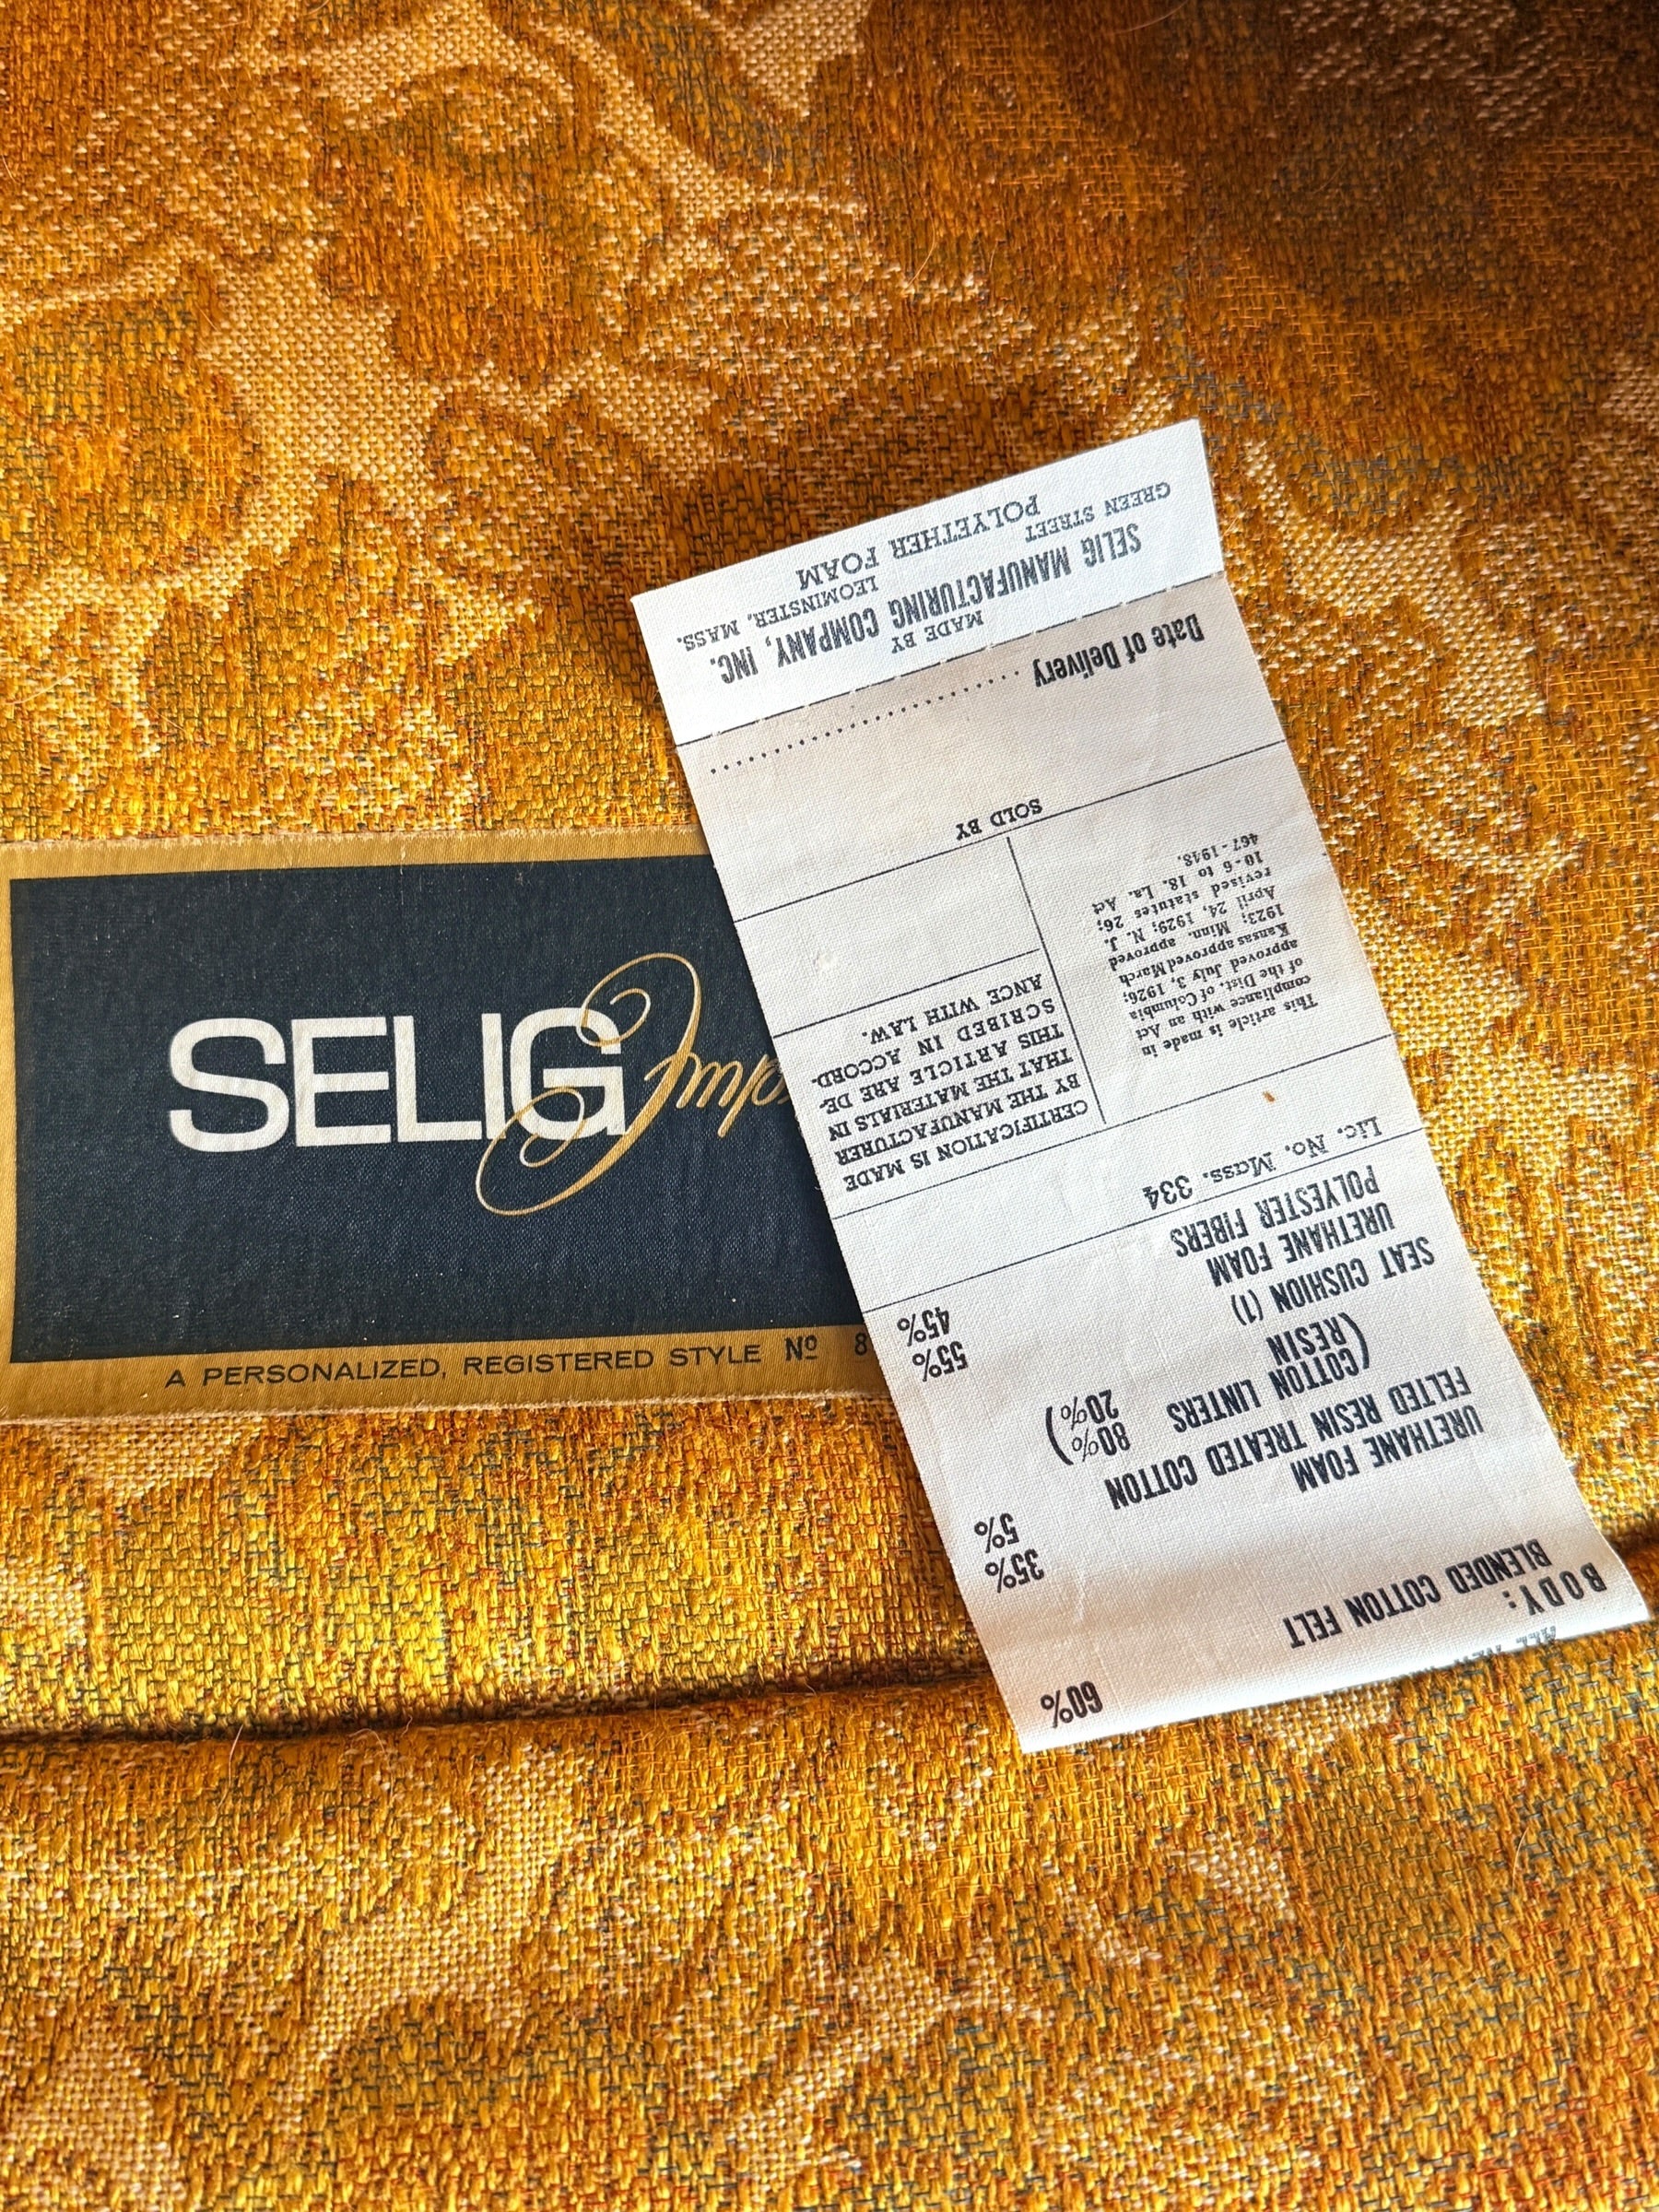 SELIG
A PERSONALIZED, REGISTERED STYLE Nº 8
BODY:
BLENDED COTTON FELT 60%
URETHANE FOAM 35%
FELTED RESIN TREATED COTTON 5%
(COTTON LINTERS 80%
RESIN 20%)
SEAT CUSHION (1)
URETHANE FOAM 55%
POLYESTER FIBERS 45%
Lic. No. Mass. 334
This article is made in
compliance with an Act
of the Dist. of Columbia
approved July 3, 1926;
Kansas approved March
1923; Minn. approved
April 24, 1929; N. J.
revised statutes 26;
10-6 to 18. La. Act
467-1948.
CERTIFICATION IS MADE
BY THE MANUFACTURER
THAT THE MATERIALS IN
THIS ARTICLE ARE DE-
SCRIBED IN ACCORD-
ANCE WITH LAW.
SOLD BY
Date of Delivery ....................
MADE BY
SELIG MANUFACTURING COMPANY, INC.
GREEN STREET LEOMINSTER, MASS.
POLYETHER FOAM